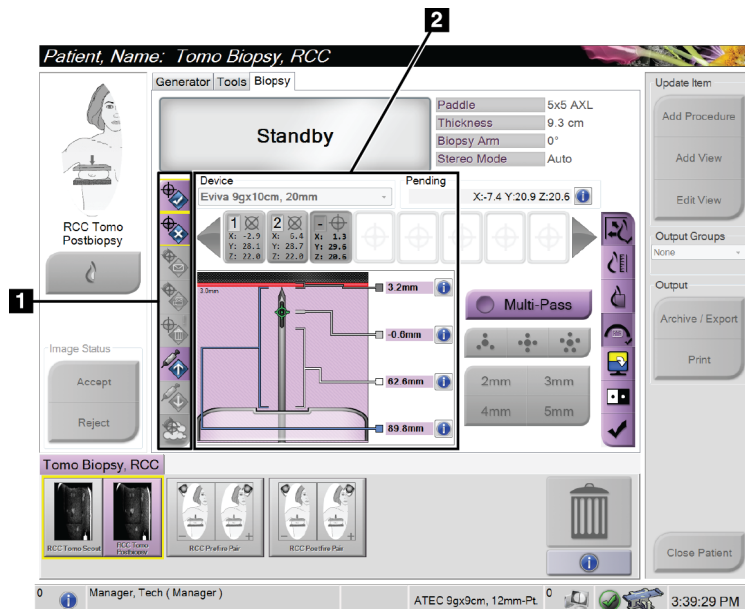 2
Patient, Name: Tomo Biopsy, RCC
Generator Tools Biopsy
Standby
Paddle 5x5 AXL
Thickness 9.3 cm
Biopsy Arm 0°
Stereo Mode Auto
Update Item
Add Procedure
Add View
Edit View
Output Groups
None
Output
Archive / Export
Print
Close Patient
RCC Tomo
Postbiopsy
Image Status
Accept
Reject
1
Device
Eviva 9gx10cm, 20mm
Pending
X:-7.4 Y:20.9 Z:20.6
1
X: -2.9
Y: 28.1
Z: 22.0
2
X: 6.4
Y: 28.7
Z: 22.0
-
X: 1.3
Y: 29.6
Z: 20.6
3.0mm
3.2mm
-0.6mm
62.6mm
89.8mm
Multi-Pass
2mm 3mm
4mm 5mm
Tomo Biopsy, RCC
RCC Tomo Scout
RCC Tomo
Postbiopsy
RCC Prefire Pair
RCC Postfire Pair
0
Manager, Tech ( Manager )
ATEC 9gx9cm, 12mm-Pt.
0
3:39:29 PM